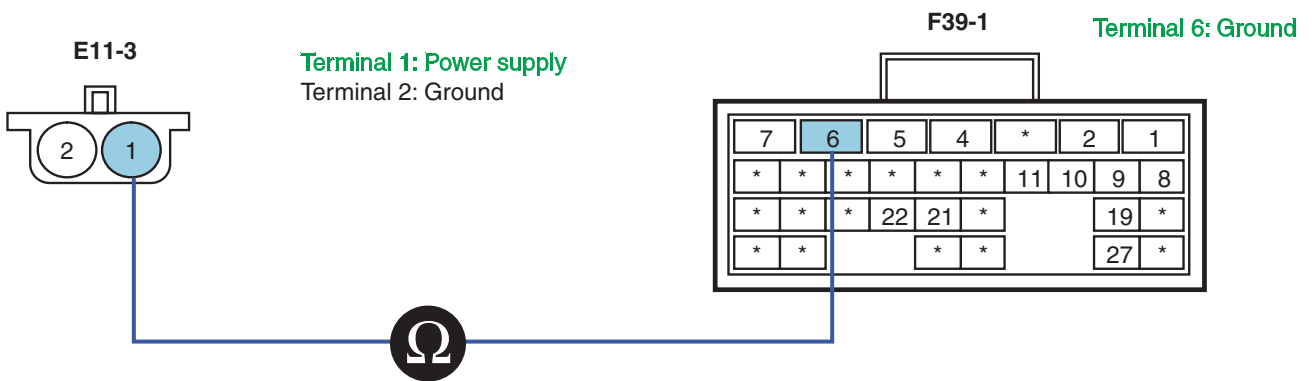 E11-3
Terminal 1: Power supply
Terminal 2: Ground
2 1
F39-1
Terminal 6: Ground
7 6 5 4 * 2 1
* * * * * * 11 10 9 8
* * * 22 21 * 19 *
* * * * 27 *
Ω